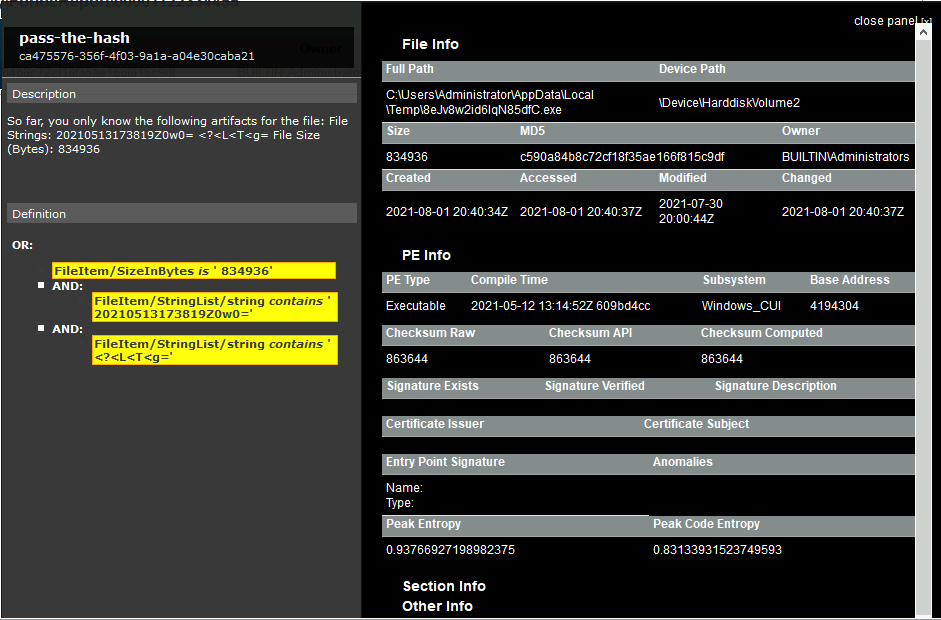 close panel [x]
pass-the-hash
ca475576-356f-4f03-9a1a-a04e30caba21
Owner
Description
So far, you only know the following artifacts for the file: File
Strings: 20210513173819Z0w0= <?<L<T<g= File Size
(Bytes): 834936
Definition
OR:
FileItem/SizeInBytes is ' 834936'
AND:
FileItem/StringList/string contains '
20210513173819Z0w0='
AND:
FileItem/StringList/string contains '
<?<L<T<g='
File Info
Full Path Device Path
C:\Users\Administrator\AppData\Local
\Temp\8eJv8w2id6IqN85dfC.exe
\Device\HarddiskVolume2
Size MD5 Owner
834936 c590a84b8c72cf18f35ae166f815c9df BUILTIN\Administrators
Created Accessed Modified Changed
2021-08-01 20:40:34Z 2021-08-01 20:40:37Z 2021-07-30
20:00:44Z
2021-08-01 20:40:37Z
PE Info
PE Type Compile Time Subsystem Base Address
Executable 2021-05-12 13:14:52Z 609bd4cc Windows_CUI 4194304
Checksum Raw Checksum API Checksum Computed
863644 863644 863644
Signature Exists Signature Verified Signature Description
Certificate Issuer Certificate Subject
Entry Point Signature Anomalies
Name:
Type:
Peak Entropy Peak Code Entropy
0.93766927198982375 0.83133931523749593
Section Info
Other Info